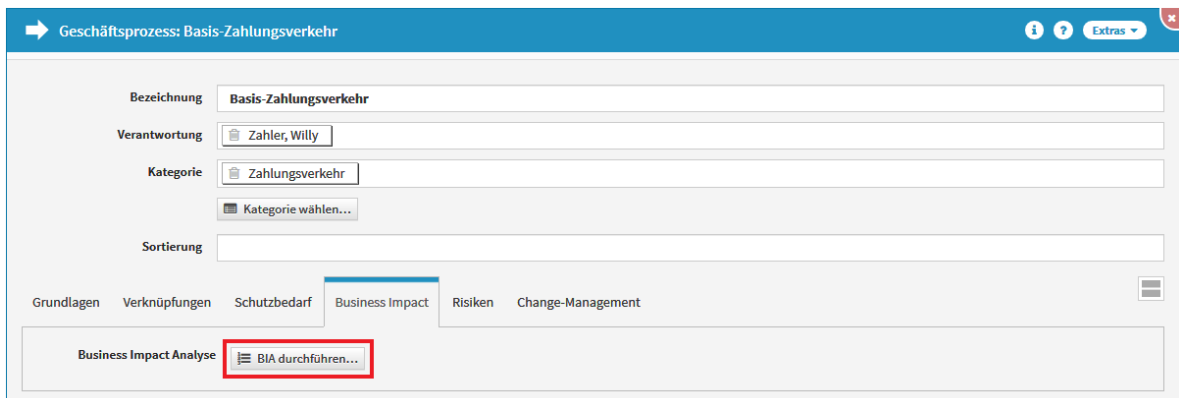 Geschäftsprozess: Basis-Zahlungsverkehr
i ? Extras
Bezeichnung Basis-Zahlungsverkehr
Verantwortung Zahler, Willy
Kategorie Zahlungsverkehr
Kategorie wählen...
Sortierung
Grundlagen Verknüpfungen Schutzbedarf Business Impact Risiken Change-Management
Business Impact Analyse BIA durchführen...